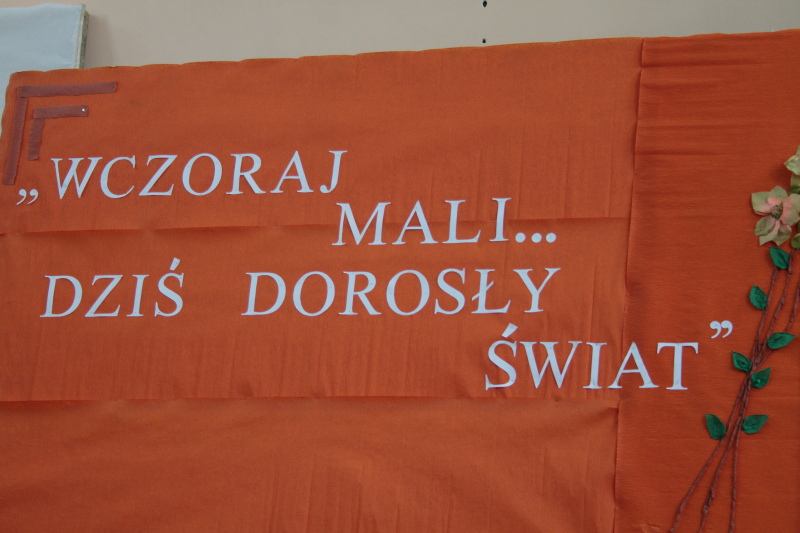 „WCZORAJ
MALI...
DZIŚ DOROSŁY
ŚWIAT”